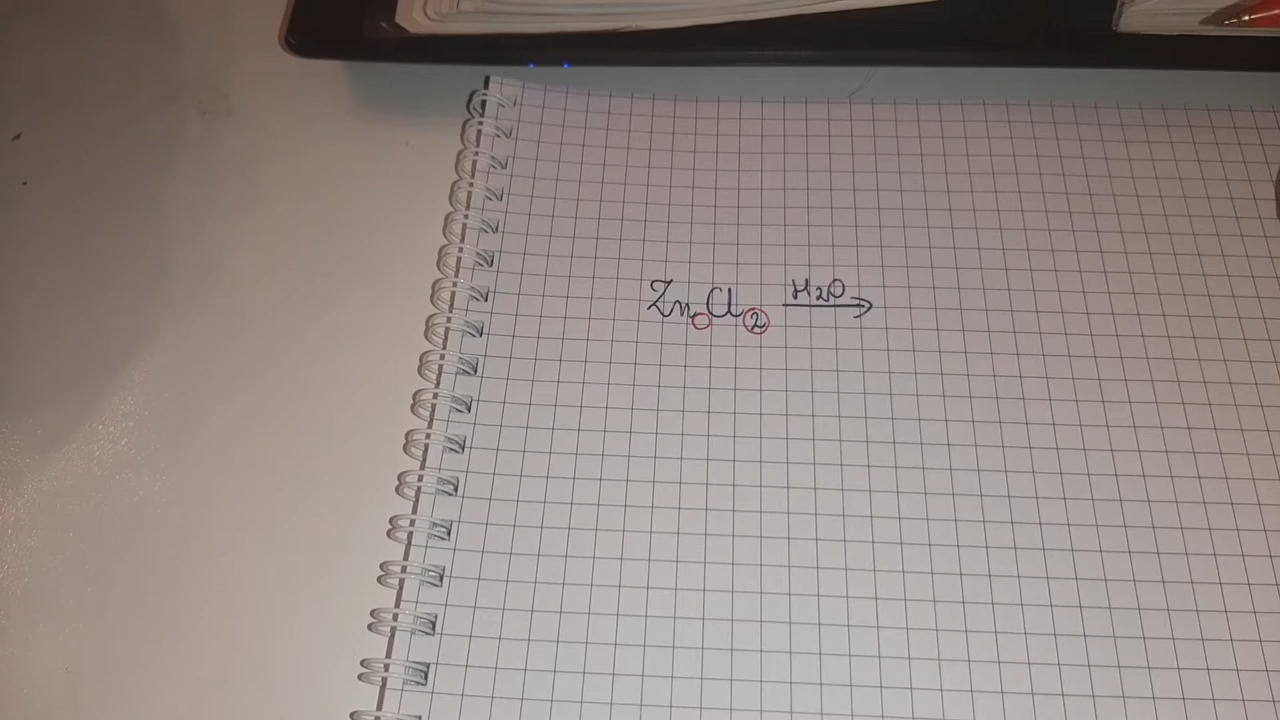 ZnCl₂ H₂O →